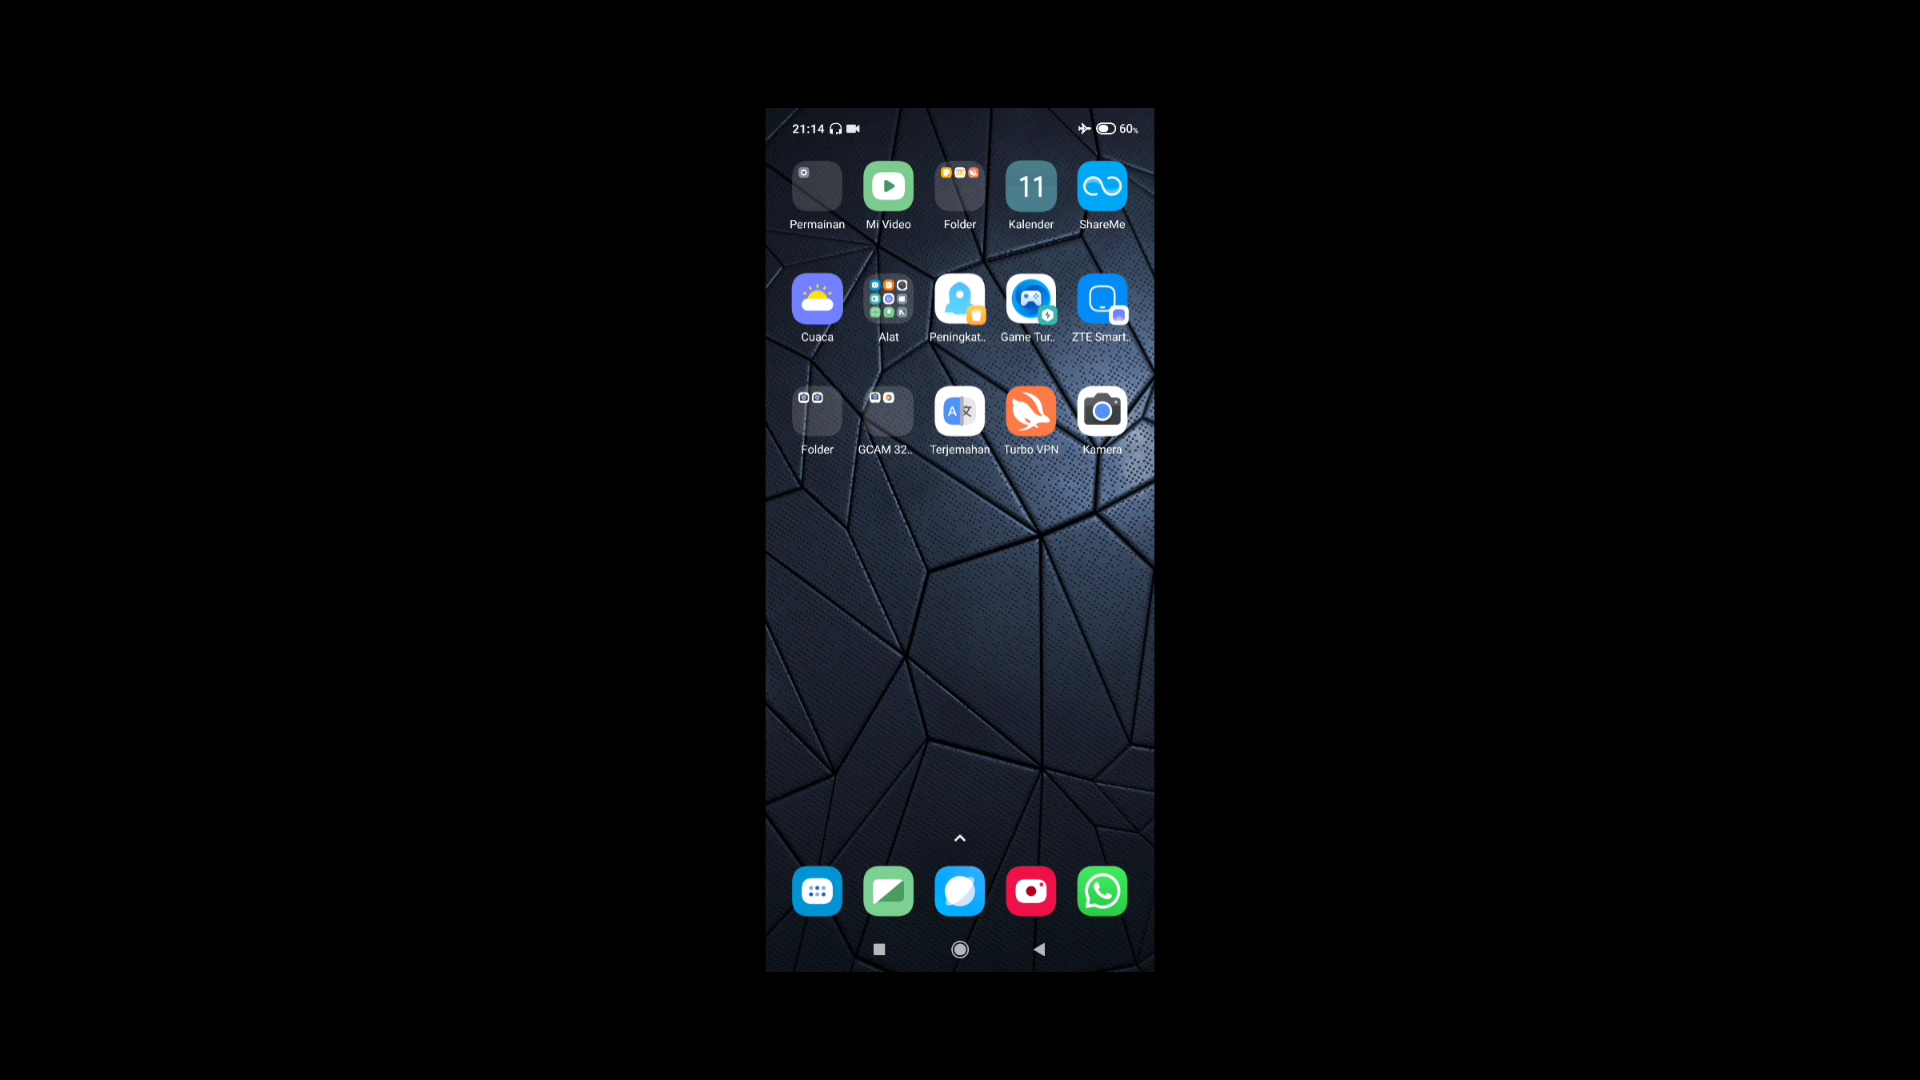 21:14 60%
11
Permainan Mi Video Folder Kalender ShareMe
Cuaca Alat Peningkat.. Game Tur.. ZTE Smart..
A 文
Folder GCAM 32.. Terjemahan Turbo VPN Kamera